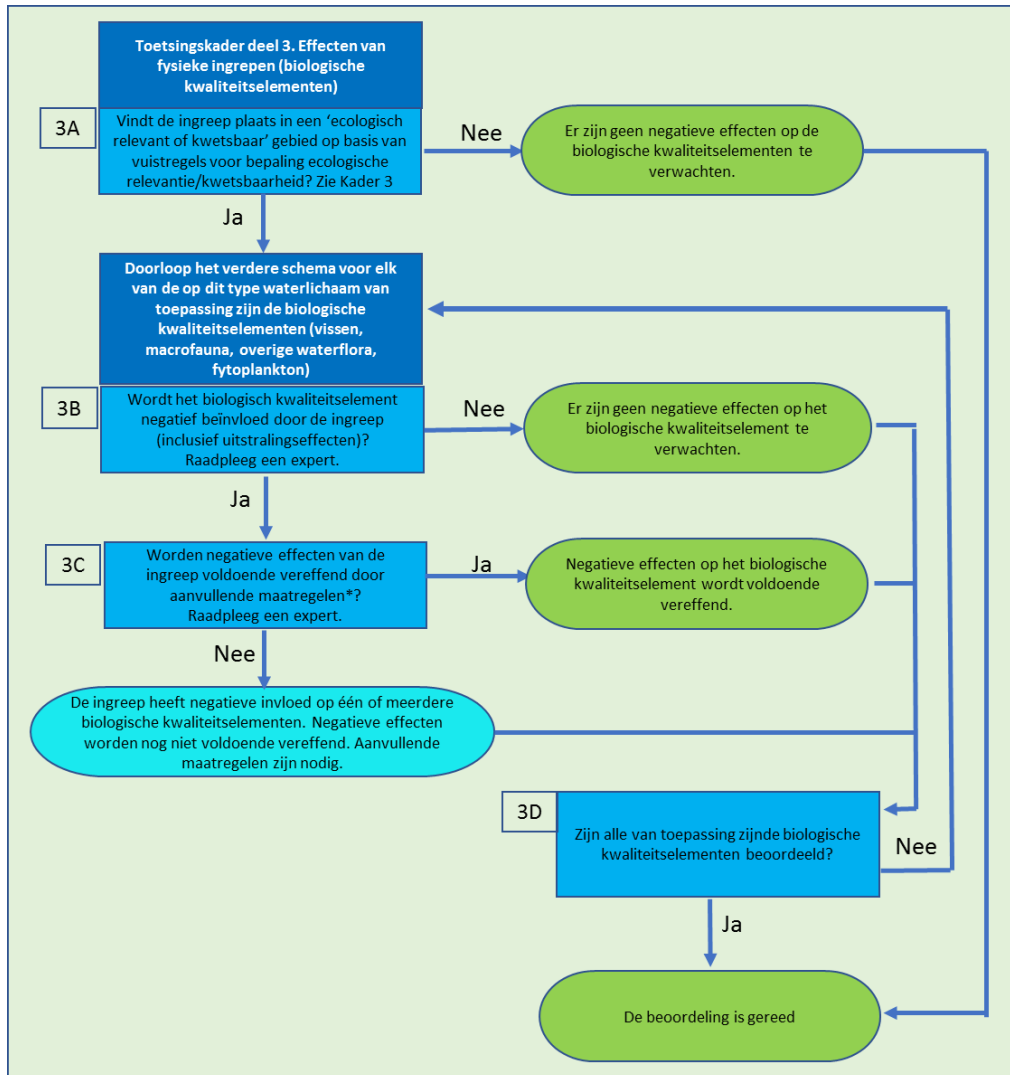 Toetsingskader deel 3. Effecten van
fysieke ingrepen (biologische
kwaliteitselementen)
3A
Vindt de ingreep plaats in een ‘ecologisch
relevant of kwetsbaar’ gebied op basis van
vuistregels voor bepaling ecologische
relevantie/kwetsbaarheid? Zie Kader 3
Nee
Er zijn geen negatieve effecten op de
biologische kwaliteitselementen te
verwachten.
Ja
Doorloop het verdere schema voor elk
van de op dit type waterlichaam van
toepassing zijn de biologische
kwaliteitselementen (vissen,
macrofauna, overige waterflora,
fytoplankton)
3B
Wordt het biologisch kwaliteitselement
negatief beïnvloed door de ingreep
(inclusief uitstralingseffecten)?
Raadpleeg een expert.
Nee
Er zijn geen negatieve effecten op het
biologische kwaliteitselement te
verwachten.
Ja
3C
Worden negatieve effecten van de
ingreep voldoende vereffend door
aanvullende maatregelen*?
Raadpleeg een expert.
Ja
Negatieve effecten op het biologische
kwaliteitselement wordt voldoende
vereffend.
Nee
De ingreep heeft negatieve invloed op één of meerdere
biologische kwaliteitselementen. Negatieve effecten
worden nog niet voldoende vereffend. Aanvullende
maatregelen zijn nodig.
3D
Zijn alle van toepassing zijnde biologische
kwaliteitselementen beoordeeld?
Nee
Ja
De beoordeling is gereed